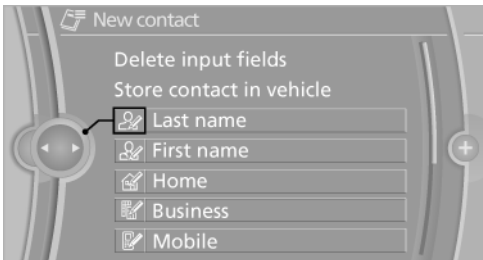 New contact
Delete input fields
Store contact in vehicle
Last name
First name
Home
Business
Mobile